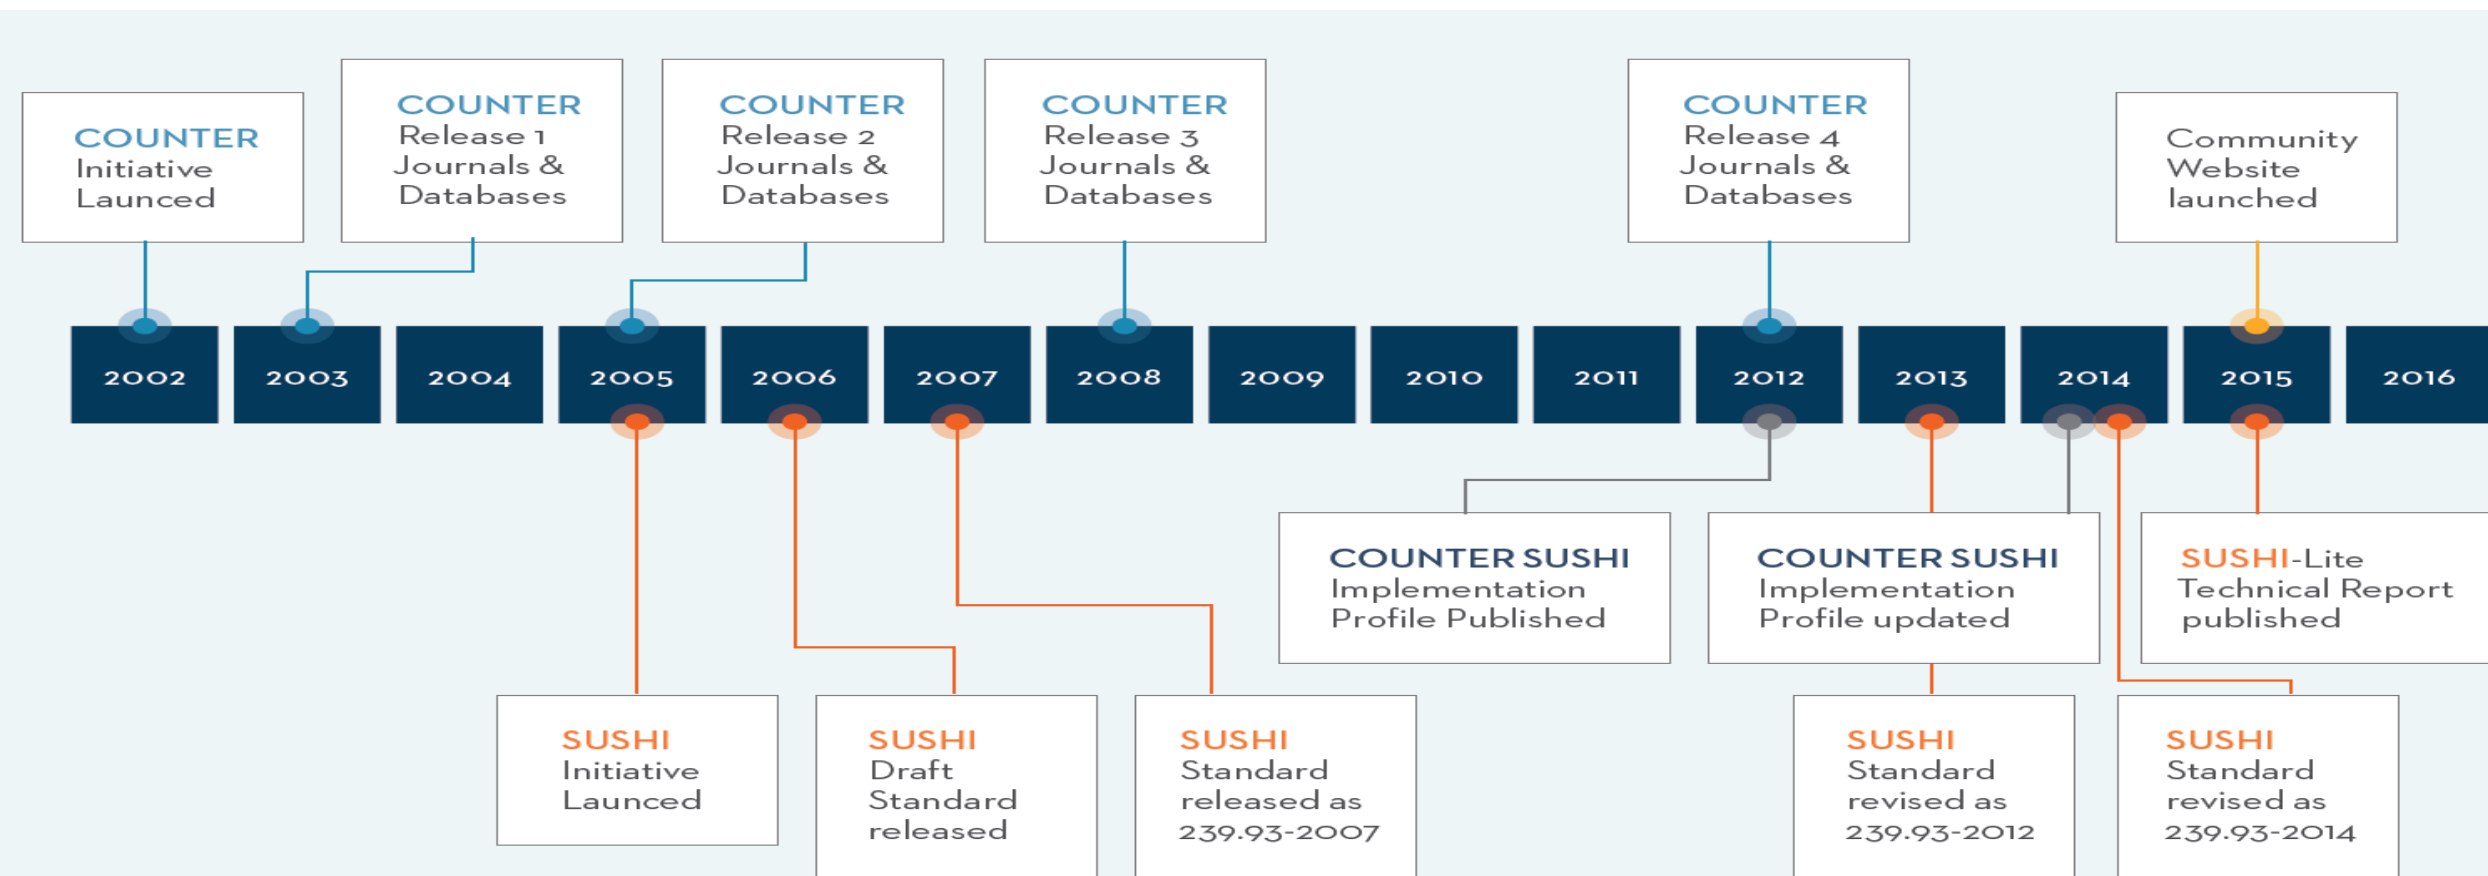 COUNTER
Initiative
Launced
COUNTER
Release 1
Journals &
Databases
COUNTER
Release 2
Journals &
Databases
COUNTER
Release 3
Journals &
Databases
COUNTER
Release 4
Journals &
Databases
Community
Website
launched
2002
2003
2004
2005
2006
2007
2008
2009
2010
2011
2012
2013
2014
2015
2016
COUNTER SUSHI
Implementation
Profile Published
COUNTER SUSHI
Implementation
Profile updated
SUSHI-Lite
Technical Report
published
SUSHI
Initiative
Launced
SUSHI
Draft
Standard
released
SUSHI
Standard
released as
239.93-2007
SUSHI
Standard
revised as
239.93-2012
SUSHI
Standard
revised as
239.93-2014